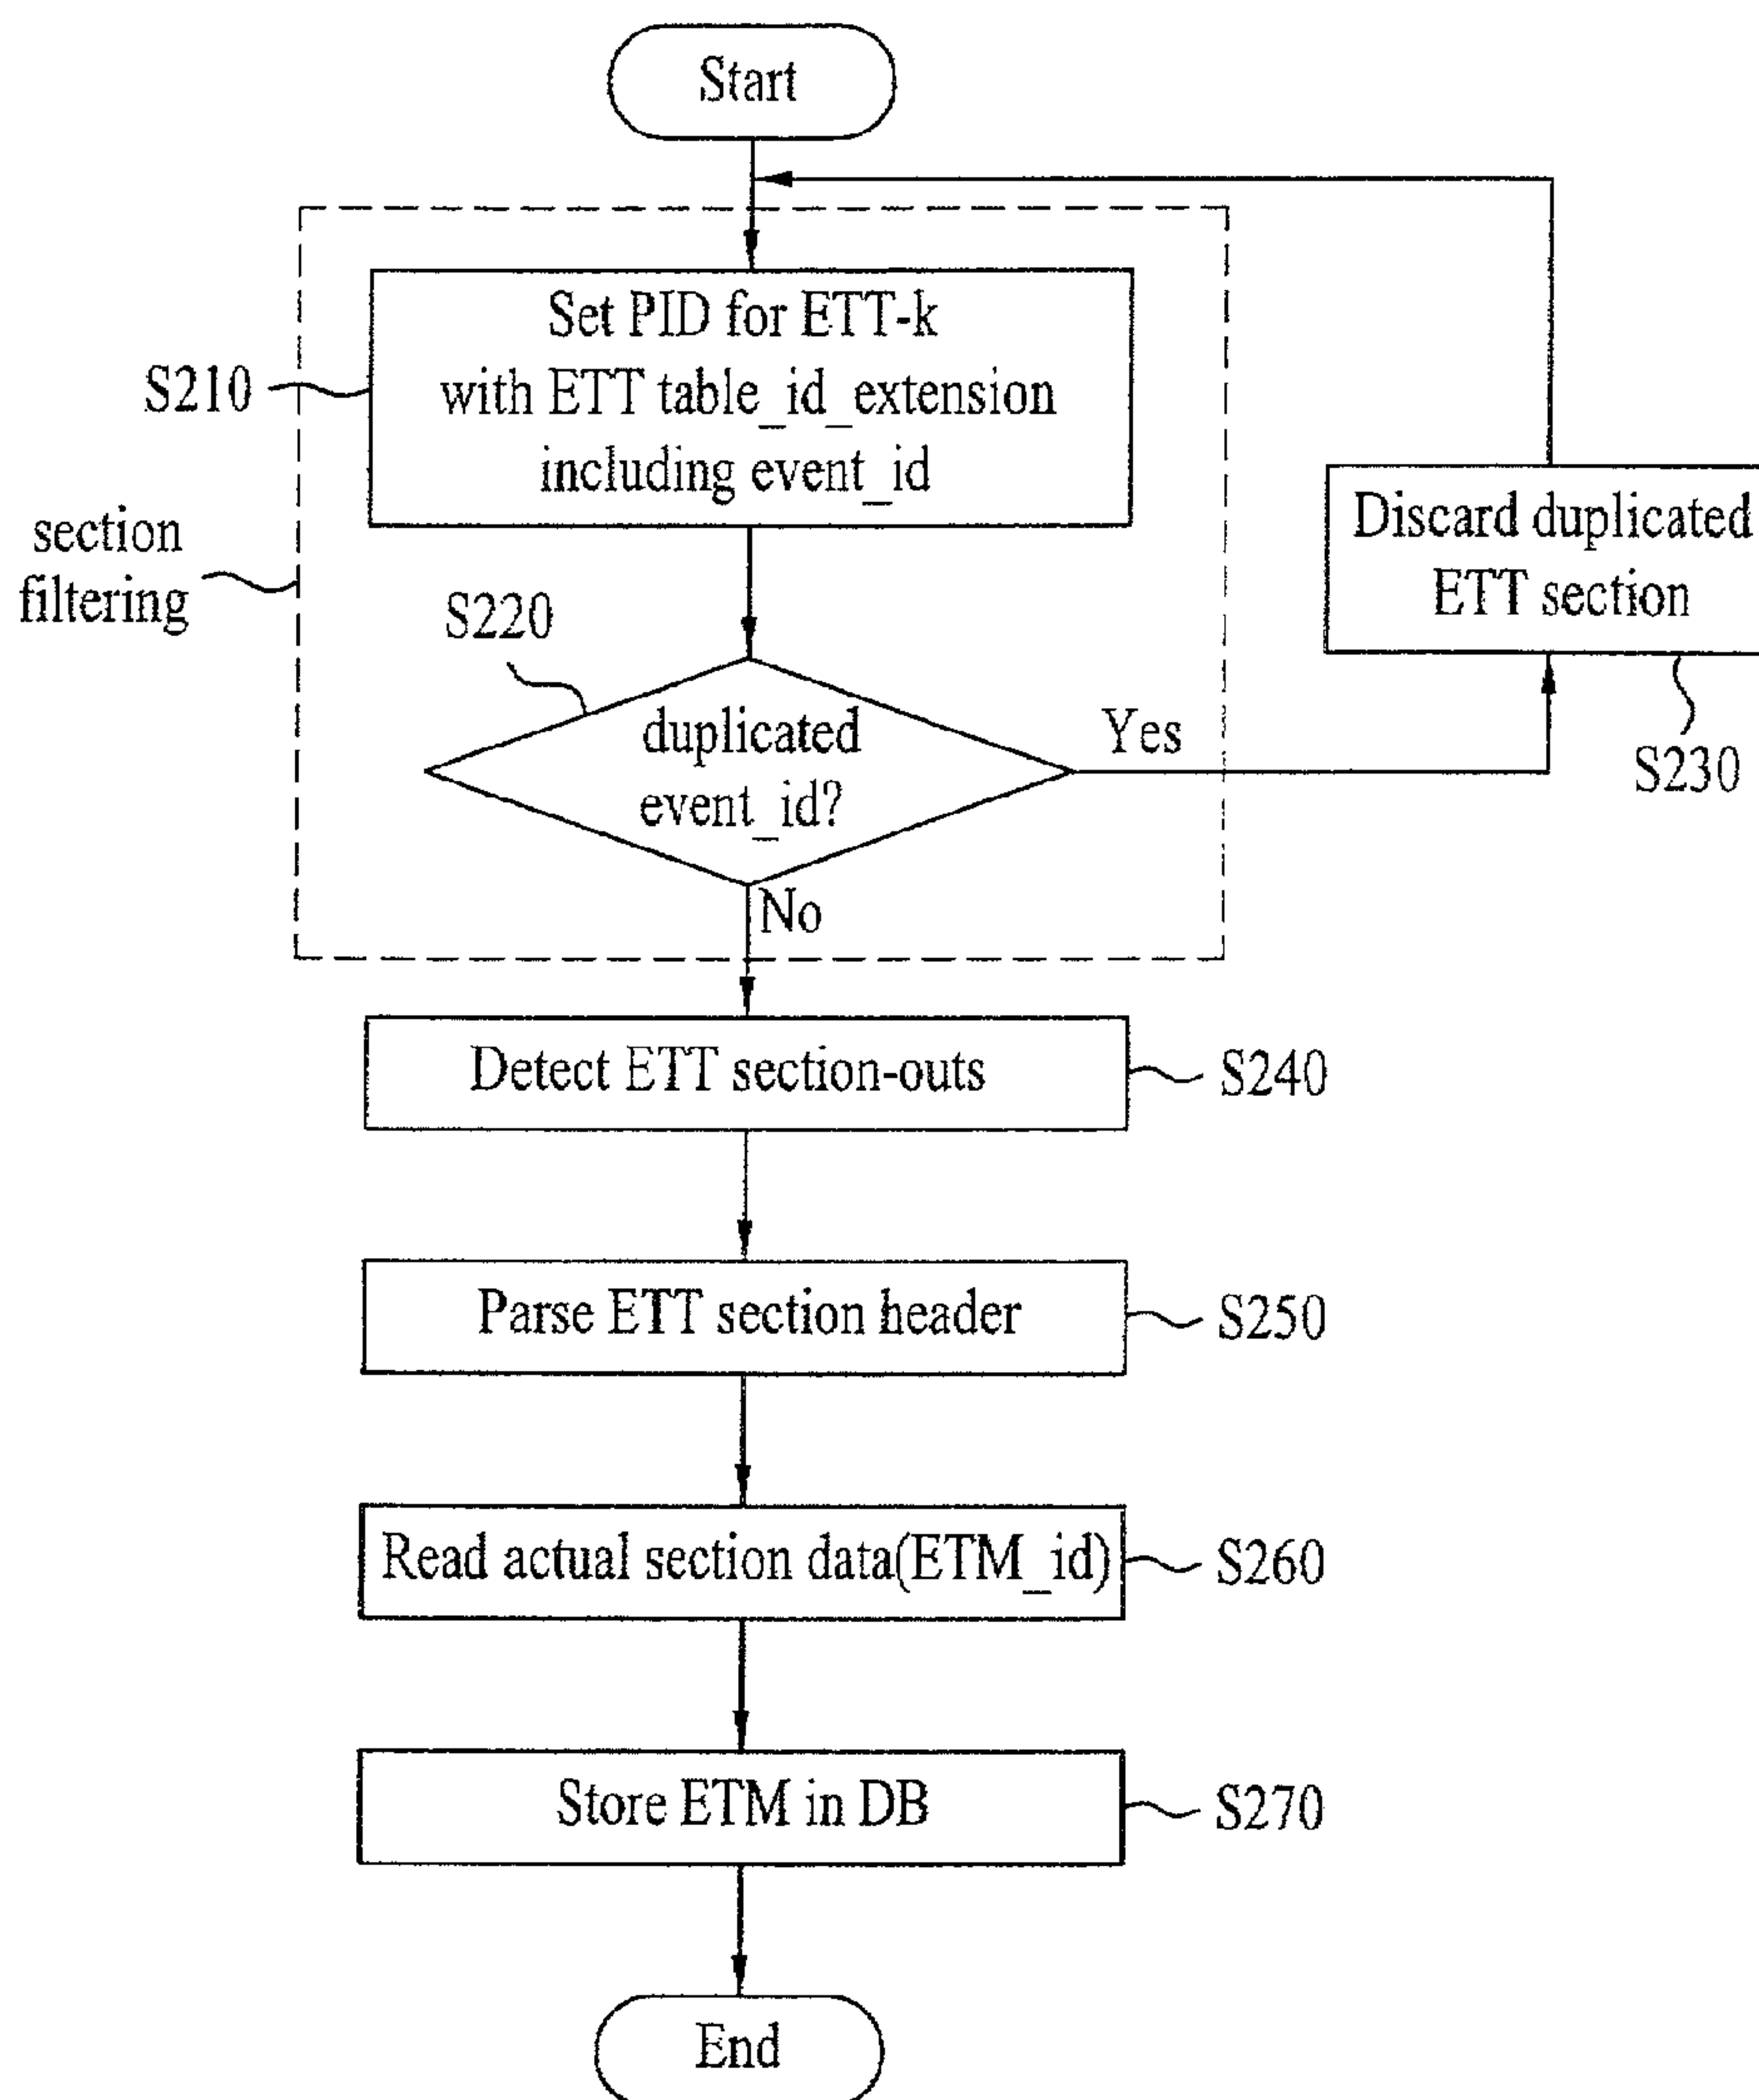 Start
Set PID for ETT-k
with ETT table_id_extension
including event_id
S210
section
filtering
Discard duplicated
ETT section
S220
duplicated
event_id?
Yes
S230
No
Detect ETT section-outs
S240
Parse ETT section header
S250
Read actual section data(ETM_id)
S260
Store ETM in DB
S270
End